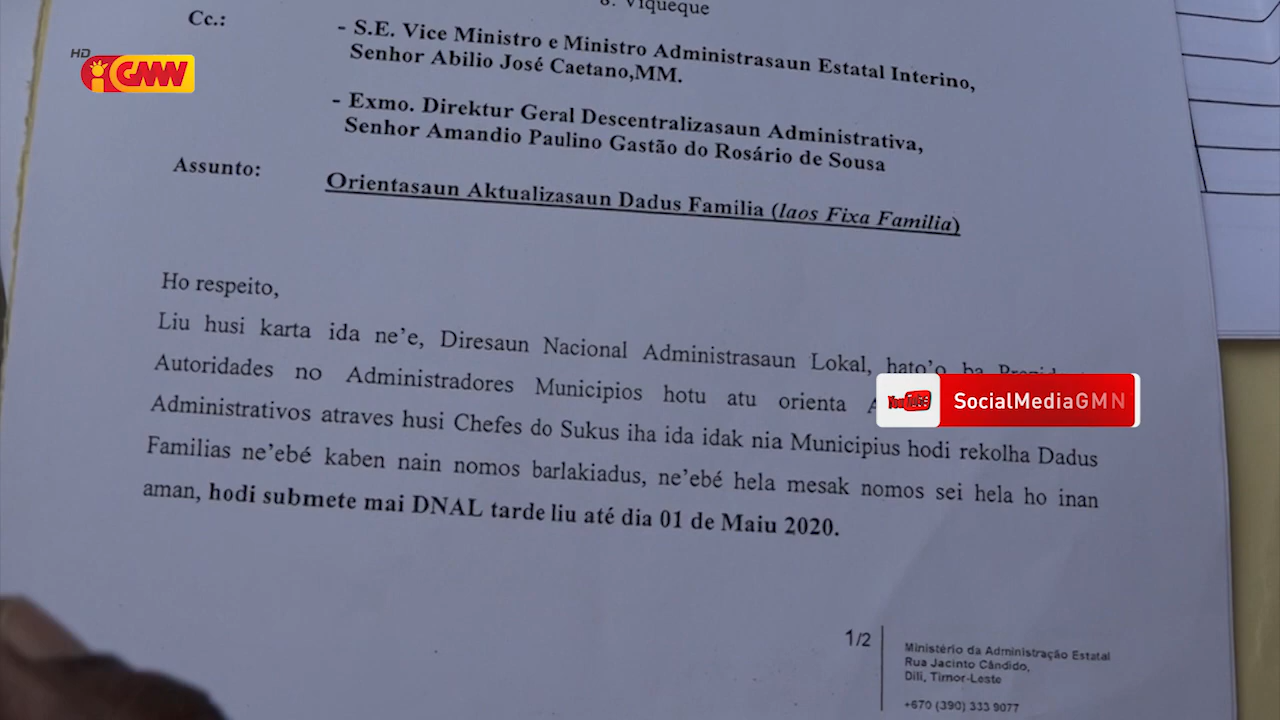 8. Viqueque
Cc.:
- S.E. Vice Ministro e Ministro Administrasaun Estatal Interino,
Senhor Abilio José Caetano,MM.
HD
GMN
- Exmo. Direktur Geral Descentralizasaun Administrativa,
Senhor Amandio Paulino Gastão do Rosário de Sousa
Assunto:
Orientasaun Aktualizasaun Dadus Familia (laos Fixa Familia)
Ho respeito,
Liu husi karta ida ne'e, Diresaun Nacional Administrasaun Lokal, hato'o ba
Autoridades no Administradores Municipios hotu atu orienta
YouTube SocialMediaGMN
Administrativos atraves husi Chefes do Sukus iha ida idak nia Municipius hodi rekolha Dadus
Familias ne'ebé kaben nain nomos barlakiadus, ne'ebé hela mesak nomos sei hela ho inan
aman, hodi submete mai DNAL tarde liu até dia 01 de Maiu 2020.
1/2
Ministério da Administração Estatal
Rua Jacinto Cândido,
Dili, Timor-Leste
+670 (390) 333 9077